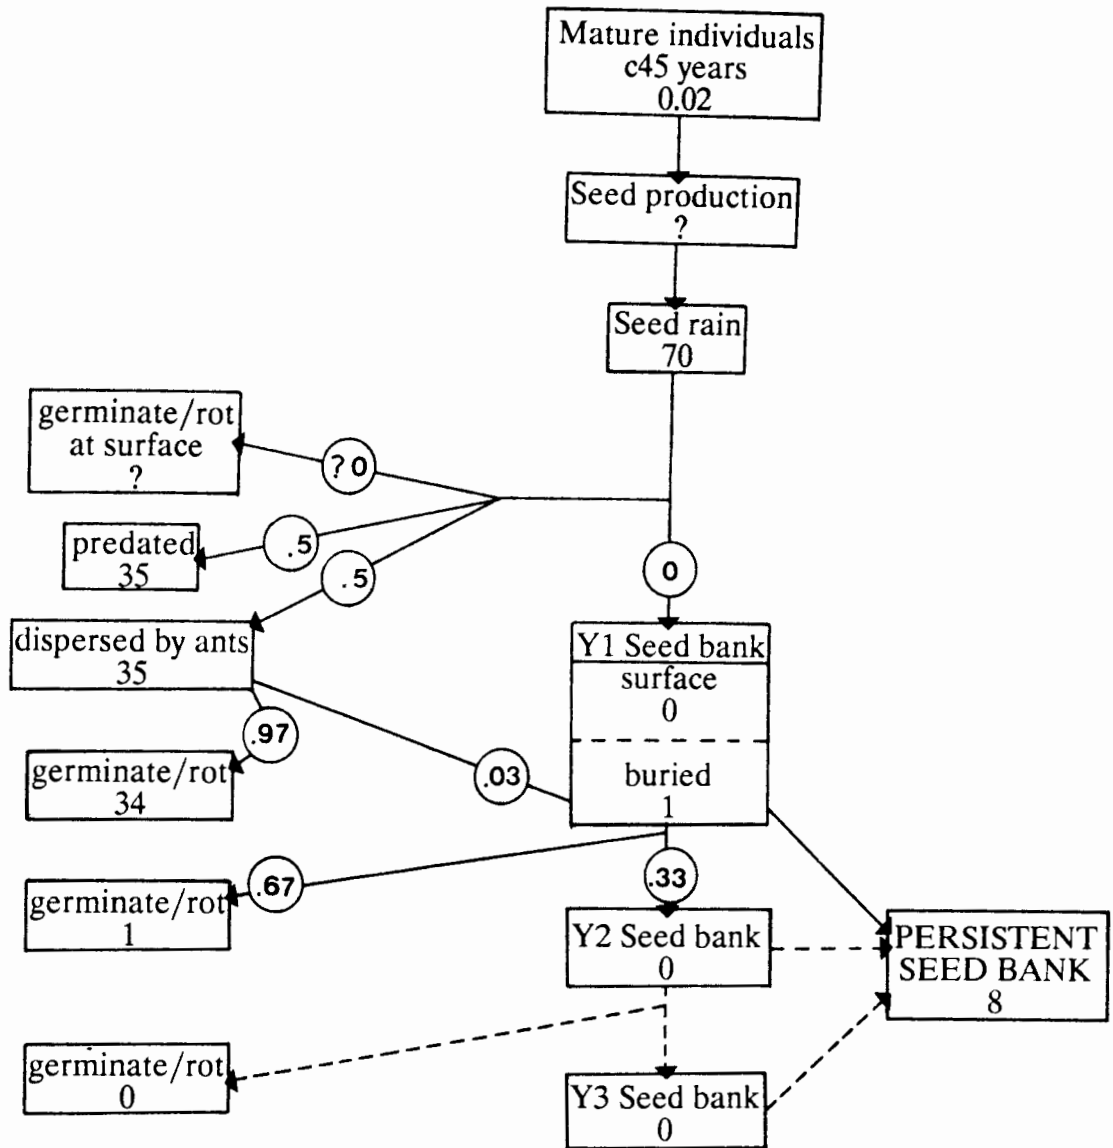 Mature individuals
c45 years
0.02
Seed production
?
Seed rain
70
germinate/rot
at surface
?
?0
predated
35
.5
.5
0
dispersed by ants
35
Y1 Seed bank
surface
0
.97
germinate/rot
34
.03
buried
1
.67
.33
germinate/rot
1
Y2 Seed bank
0
PERSISTENT
SEED BANK
8
germinate/rot
0
Y3 Seed bank
0